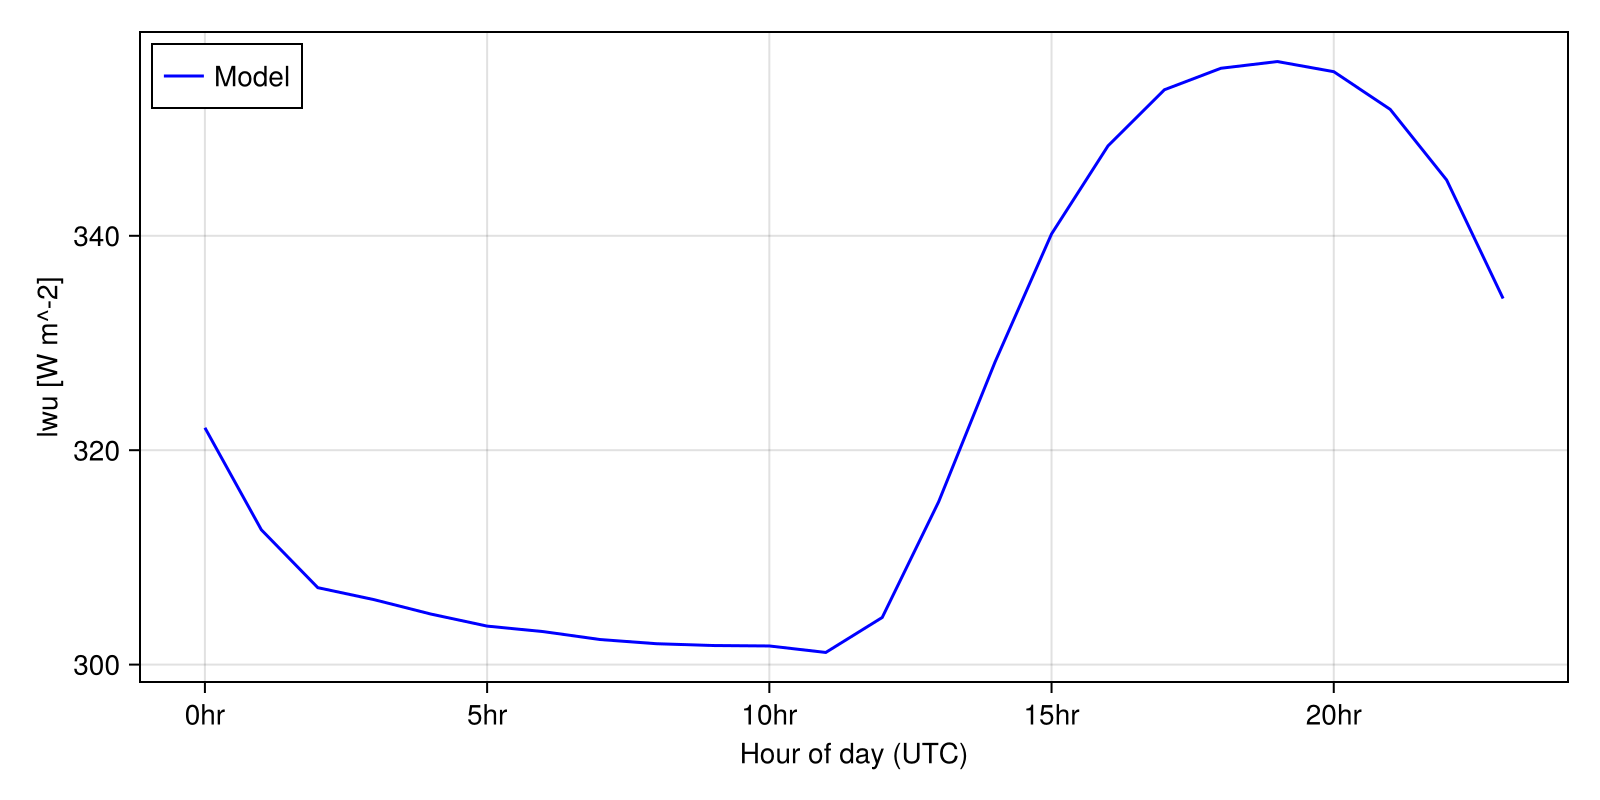 Model
340
320
300
lwu [W m^-2]
0hr 5hr 10hr 15hr 20hr
Hour of day (UTC)